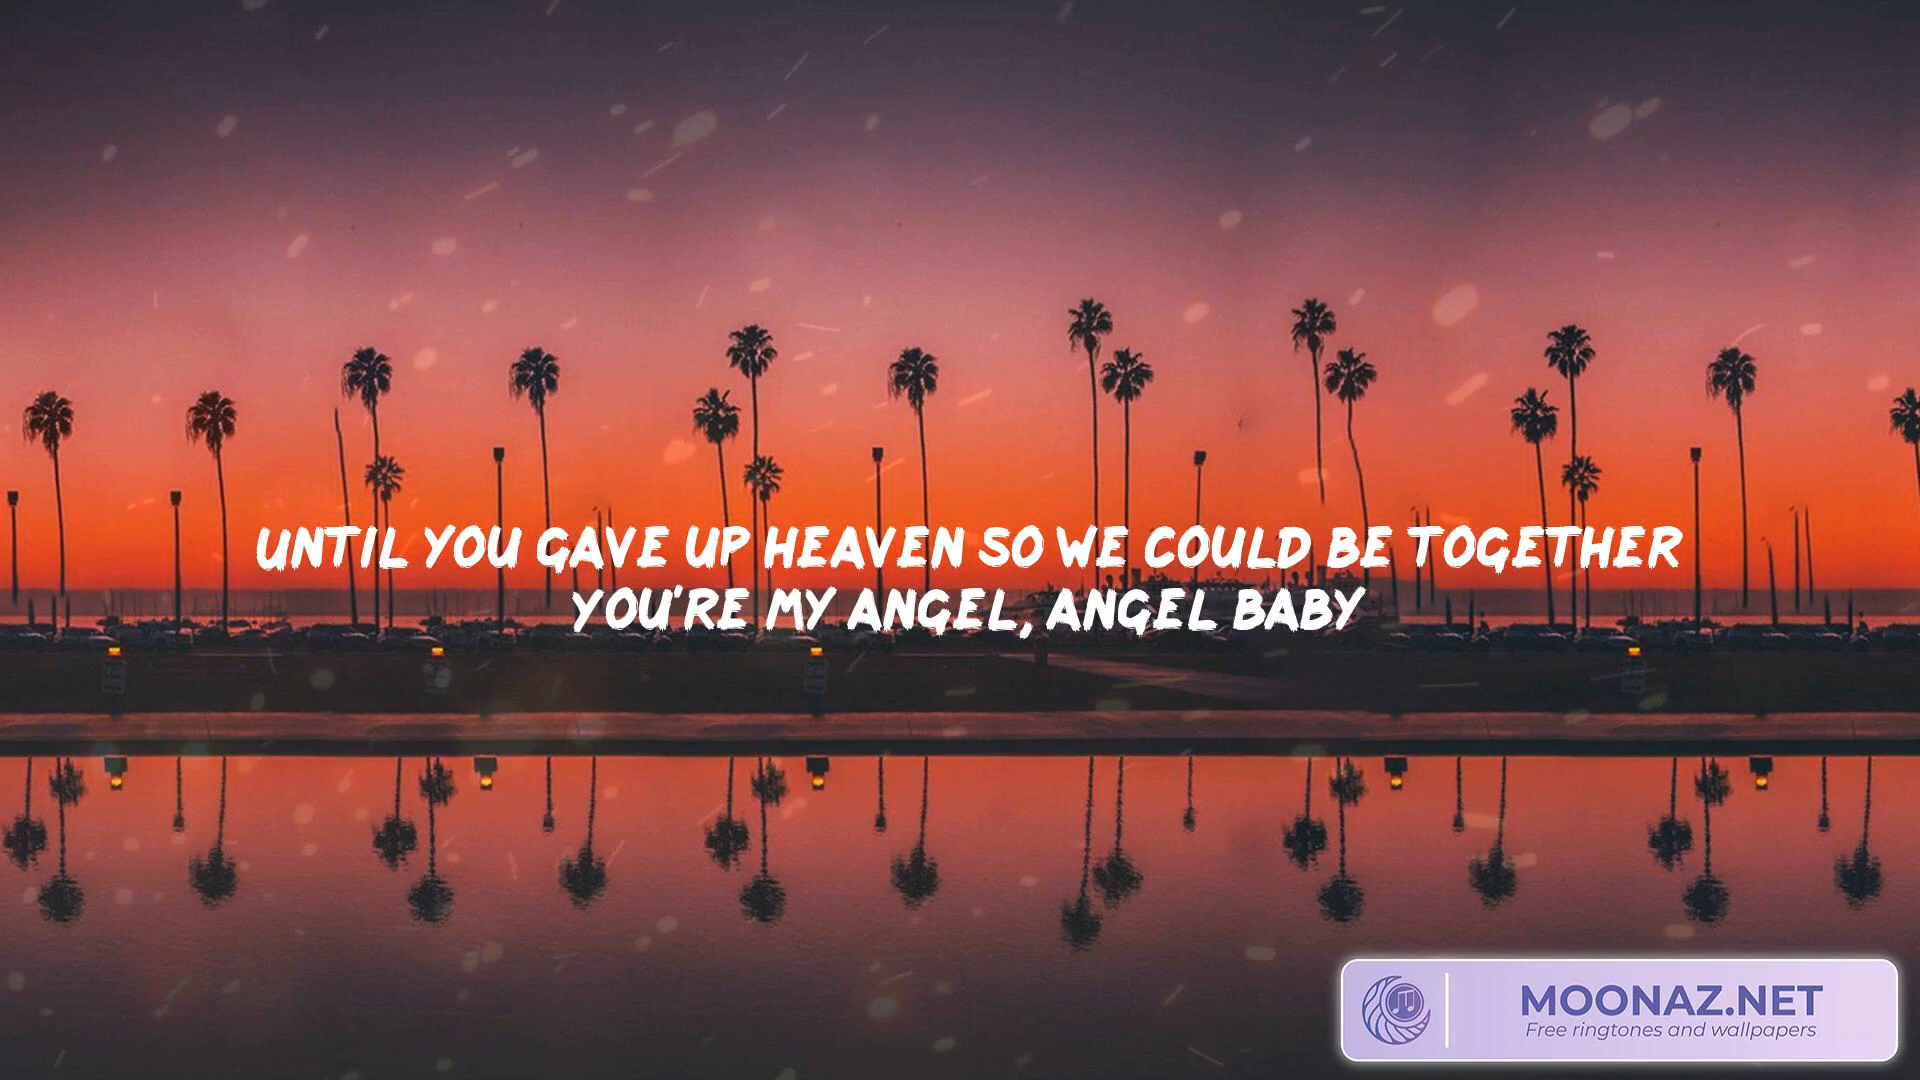 UNTIL YOU GAVE UP HEAVEN SO WE COULD BE TOGETHER
YOU'RE MY ANGEL, ANGEL BABY
MOONAZ.NET
Free ringtones and wallpapers